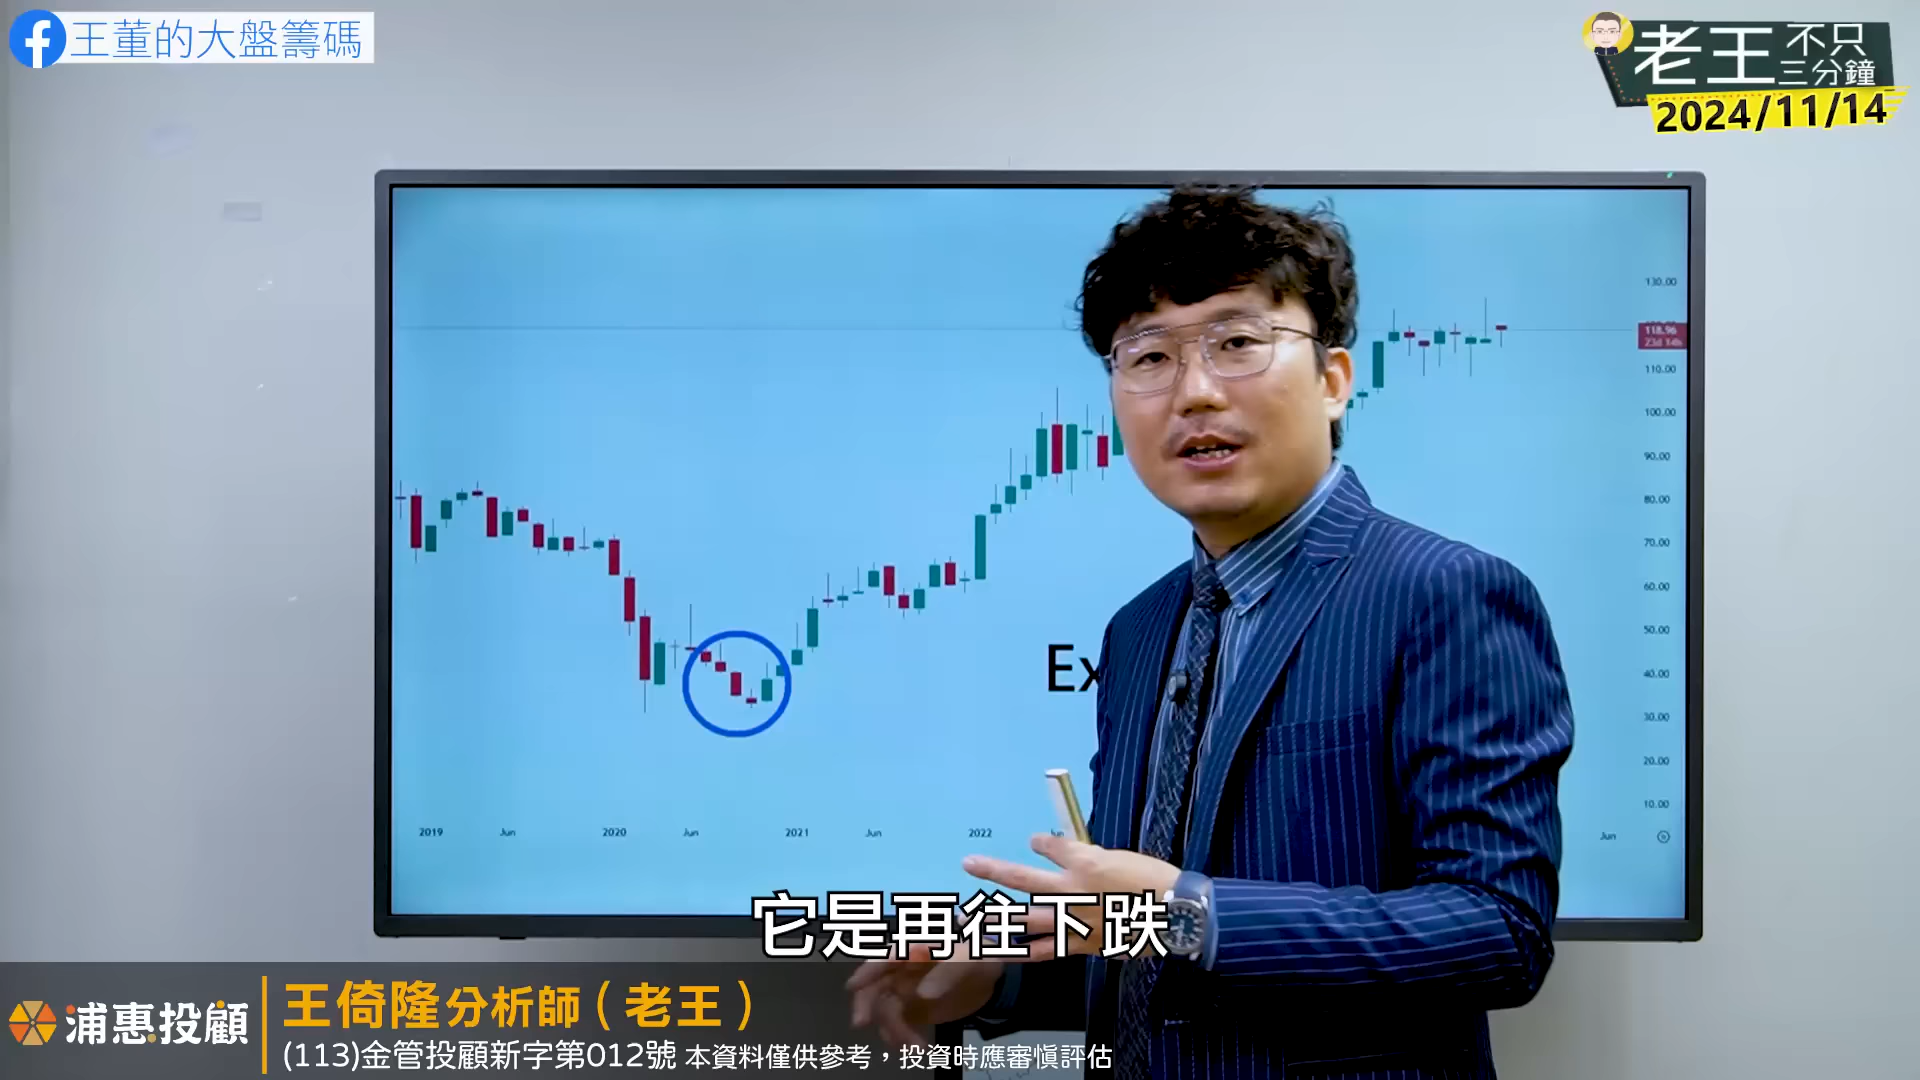 王董的大盤籌碼
老王 不只
三分鐘
2024/11/14
130.00
118.96
23d 14h
110.00
100.00
90.00
80.00
70.00
60.00
50.00
40.00
Ex
30.00
20.00
10.00
2019 Jun 2020 Jun 2021 Jun 2022 Jun Jun
它是再往下跌
浦惠投顧
王倚隆分析師(老王)
(113)金管投顧新字第012號 本資料僅供參考,投資時應審慎評估